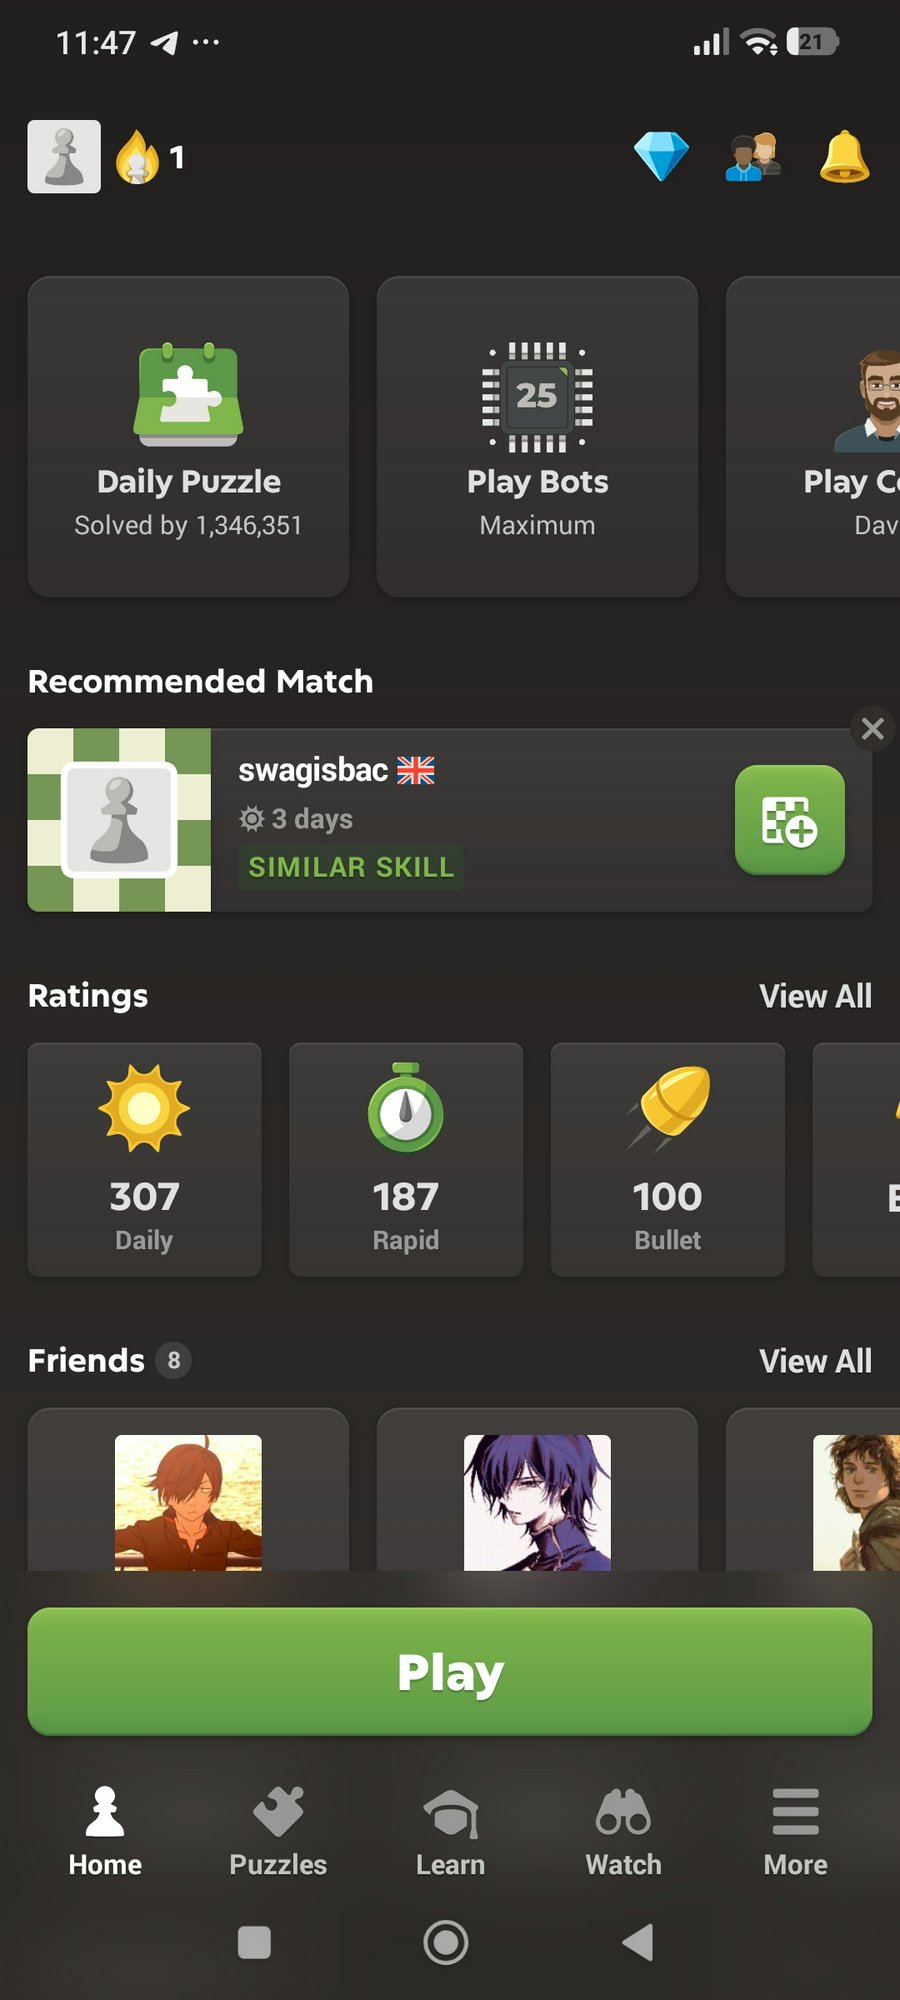 11:47
21
1
25
Daily Puzzle
Solved by 1,346,351
Play Bots
Maximum
Play
Recommended Match
swagisbac
3 days
SIMILAR SKILL
Ratings
View All
307
Daily
187
Rapid
100
Bullet
Friends 8
View All
Play
Home
Puzzles
Learn
Watch
More